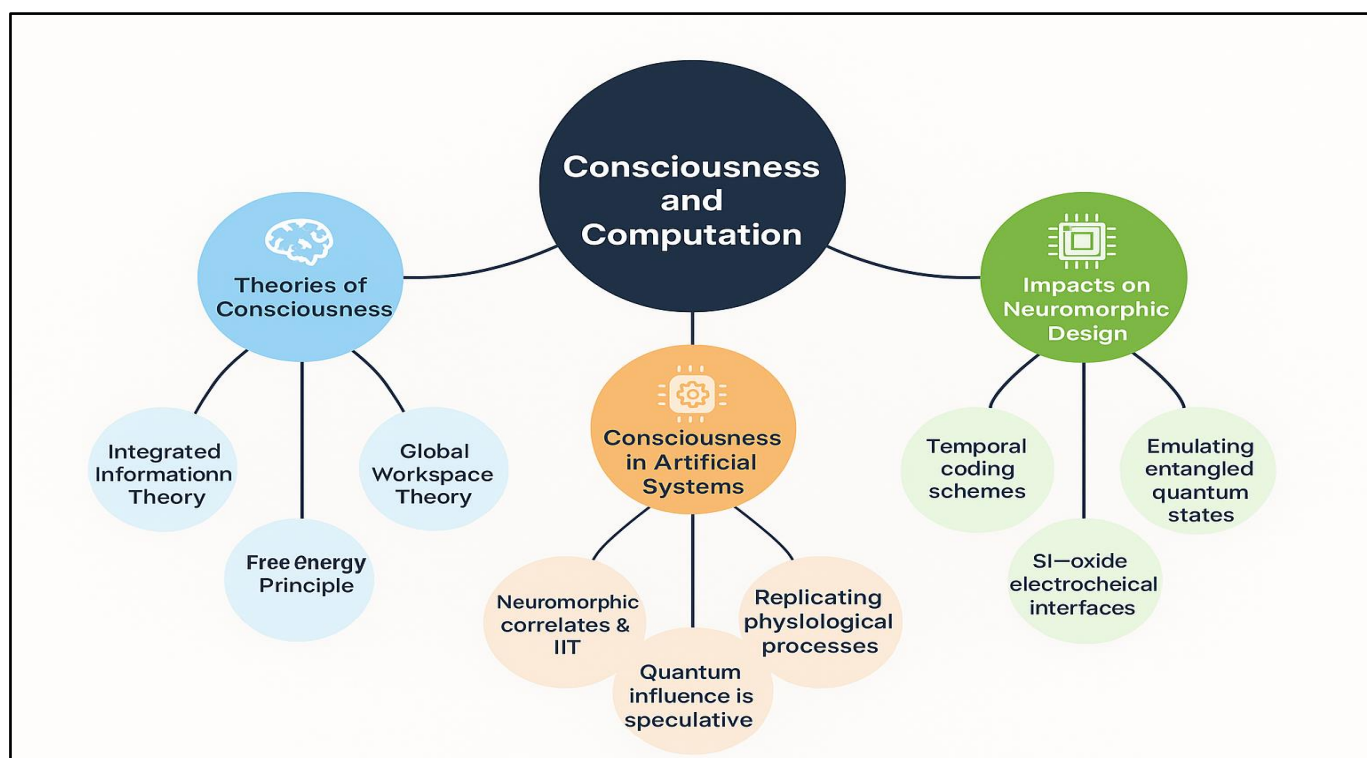 Consciousness
and
Computation
Theories of
Consciousness
Integrated
Informationn
Theory
Free energy
Principle
Global
Workspace
Theory
Consciousness
in Artificial
Systems
Neuromorphic
correlates &
IIT
Quantum
influence is
speculative
Replicating
physlological
processes
Impacts on
Neuromorphic
Design
Temporal
coding
schemes
SI—oxide
electrocheical
interfaces
Emulating
entangled
quantum
states